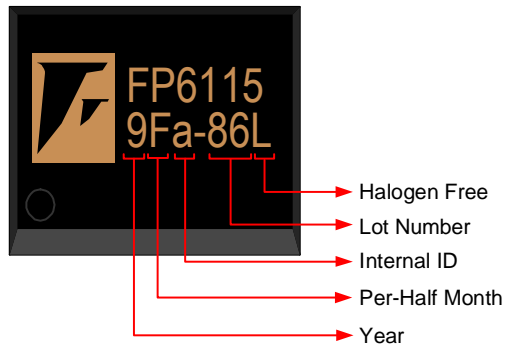 FP6115
9Fa-86L
Halogen Free
Lot Number
Internal ID
Per-Half Month
Year